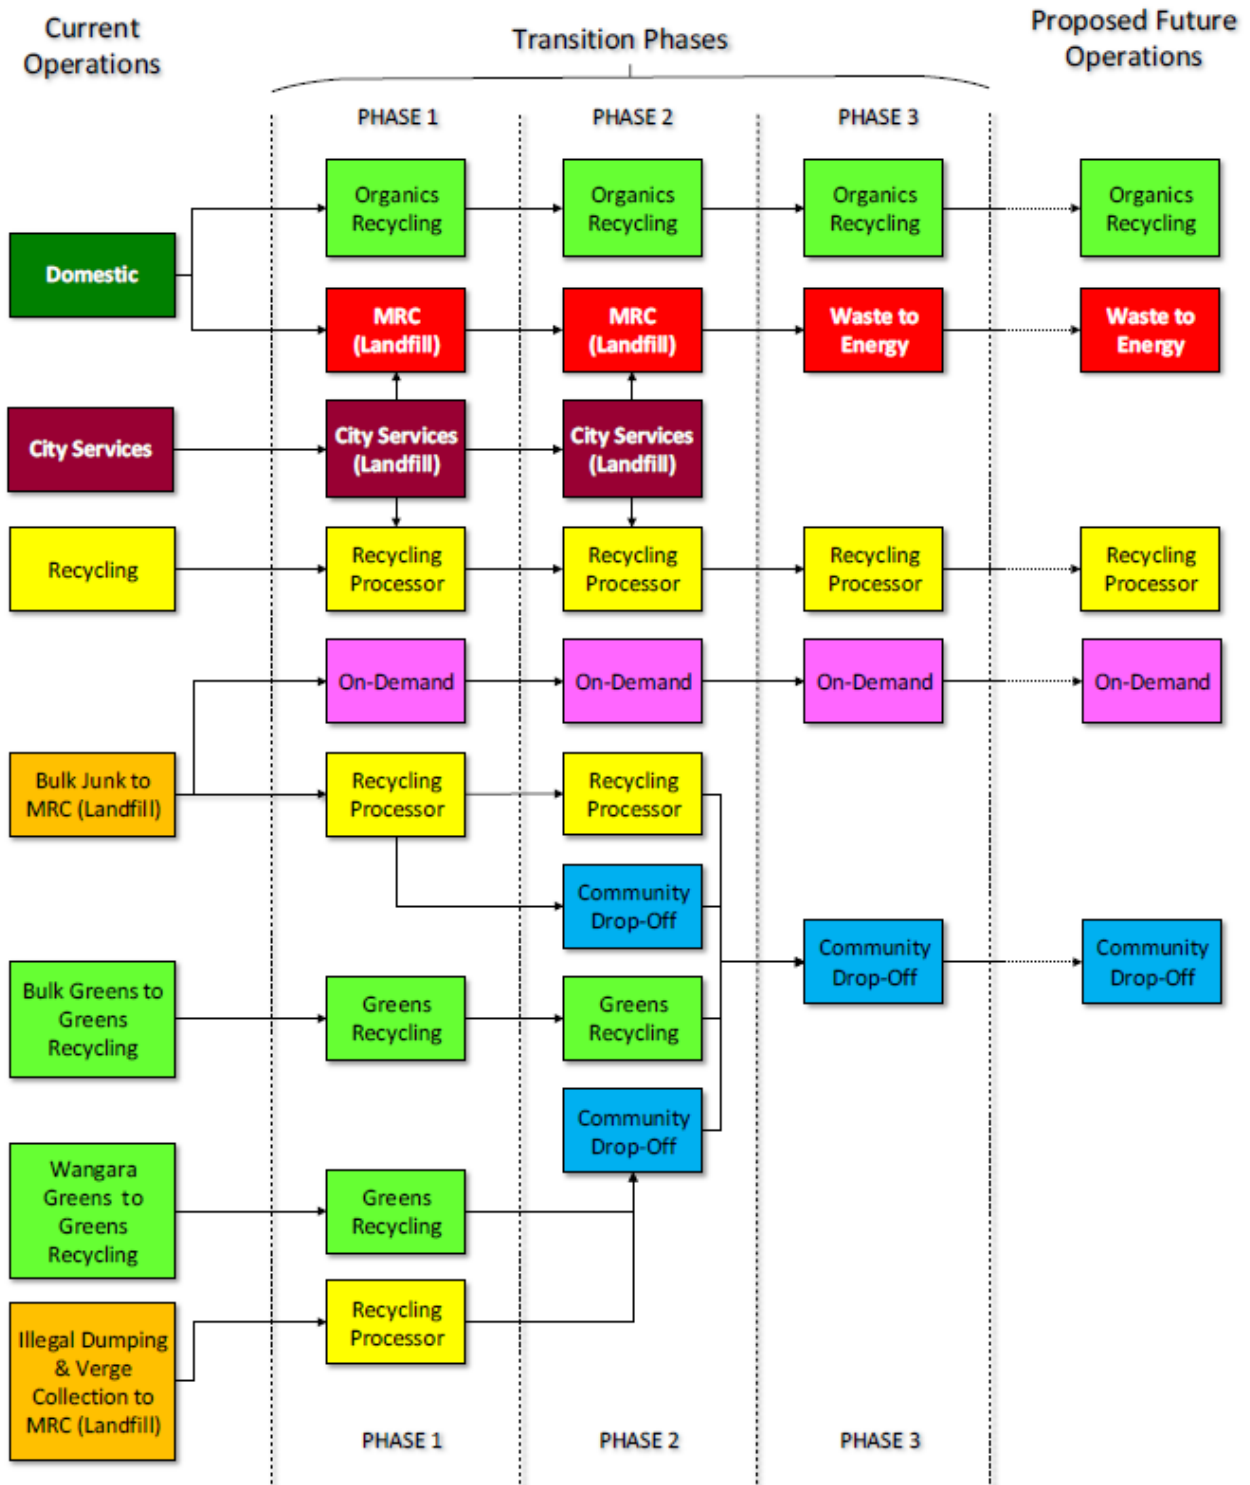 Current
Operations
Transition Phases
Proposed Future
Operations
PHASE 1
PHASE 2
PHASE 3
Organics
Recycling
Organics
Recycling
Organics
Recycling
Organics
Recycling
Domestic
MRC
(Landfill)
MRC
(Landfill)
Waste to
Energy
Waste to
Energy
City Services
City Services
(Landfill)
City Services
(Landfill)
Recycling
Recycling
Processor
Recycling
Processor
Recycling
Processor
Recycling
Processor
On-Demand
On-Demand
On-Demand
On-Demand
Bulk Junk to
MRC (Landfill)
Recycling
Processor
Recycling
Processor
Community
Drop-Off
Community
Drop-Off
Community
Drop-Off
Bulk Greens to
Greens
Recycling
Greens
Recycling
Greens
Recycling
Community
Drop-Off
Wangara
Greens to
Greens
Recycling
Greens
Recycling
Recycling
Processor
Illegal Dumping
& Verge
Collection to
MRC (Landfill)
PHASE 1
PHASE 2
PHASE 3